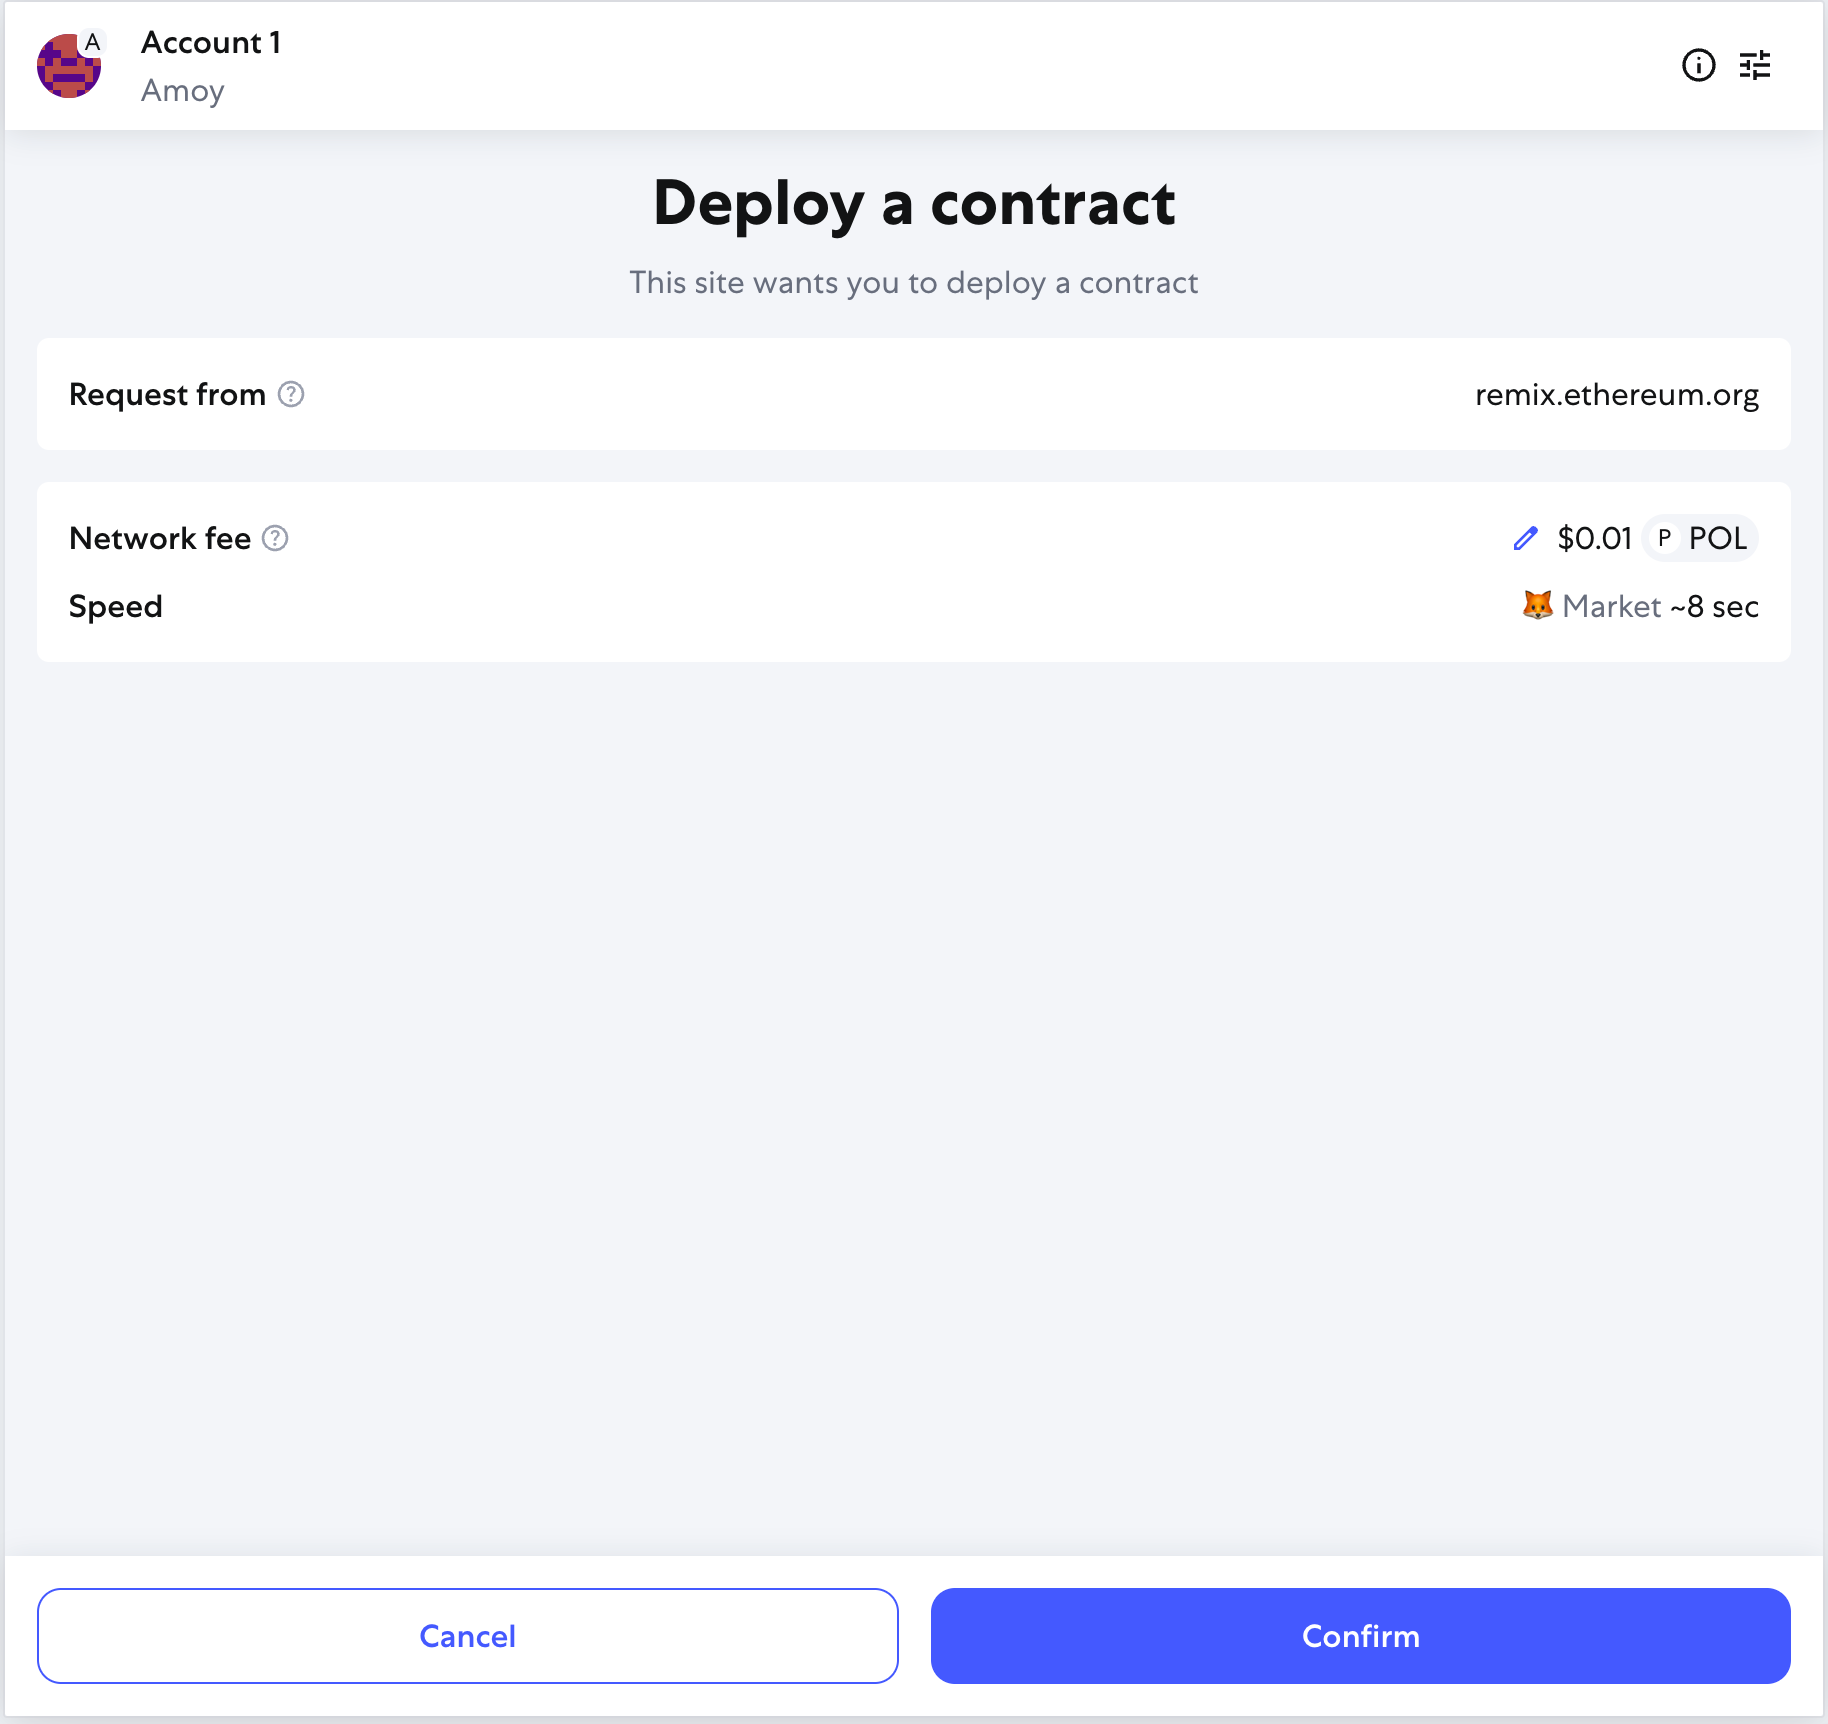 A
Account 1
Amoy
Deploy a contract
This site wants you to deploy a contract
Request from
remix.ethereum.org
Network fee
$0.01 P POL
Speed
Market ~8 sec
Cancel
Confirm